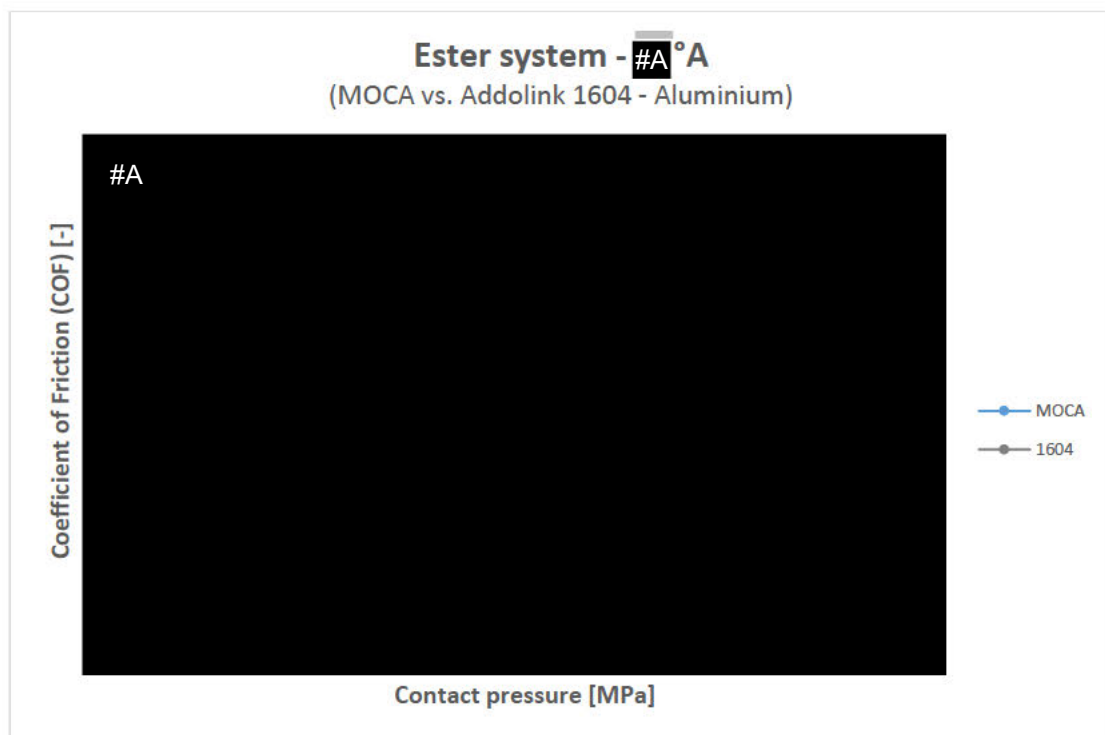 Ester system - #A °A
(MOCA vs. Addolink 1604 - Aluminium)
#A
Coefficient of Friction (COF) [-]
MOCA
1604
Contact pressure [MPa]